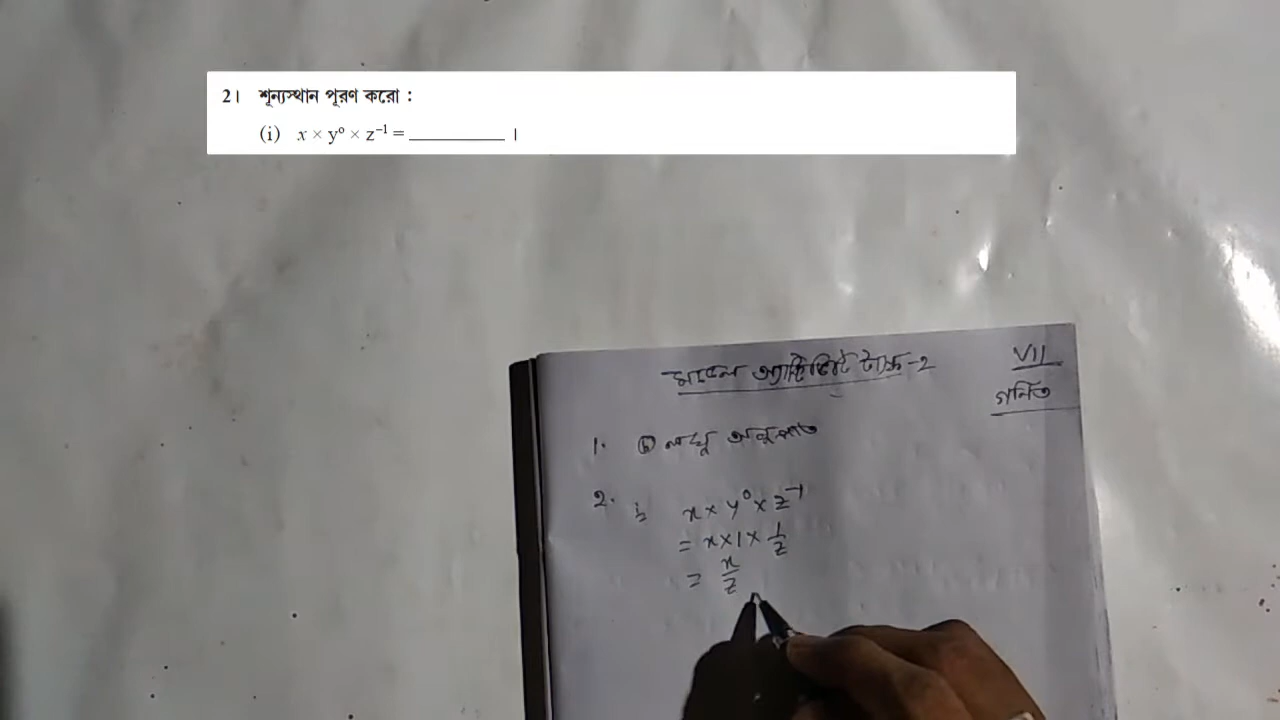 2। শূন্যস্থান পূরণ করো :
(i) x × y⁰ × z⁻¹ = __________ ।
মডেল অ্যাক্টিভিটি টাস্ক-2
VII
গণিত
1. (b) লঘু অনুপাত
2. i) x × y⁰ × z⁻¹
= x × 1 × 1/z
= x/z